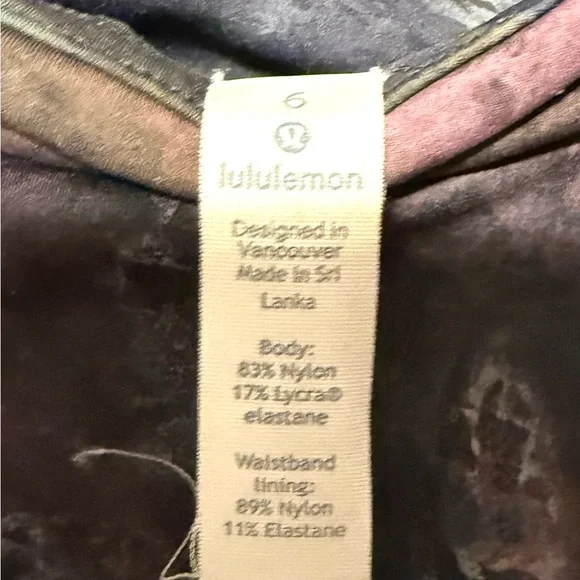 6
lululemon
Designed in
Vancouver
Made in Sri
Lanka
Body:
83% Nylon
17% Lycra®
elastane
Waistband
lining:
89% Nylon
11% Elastane